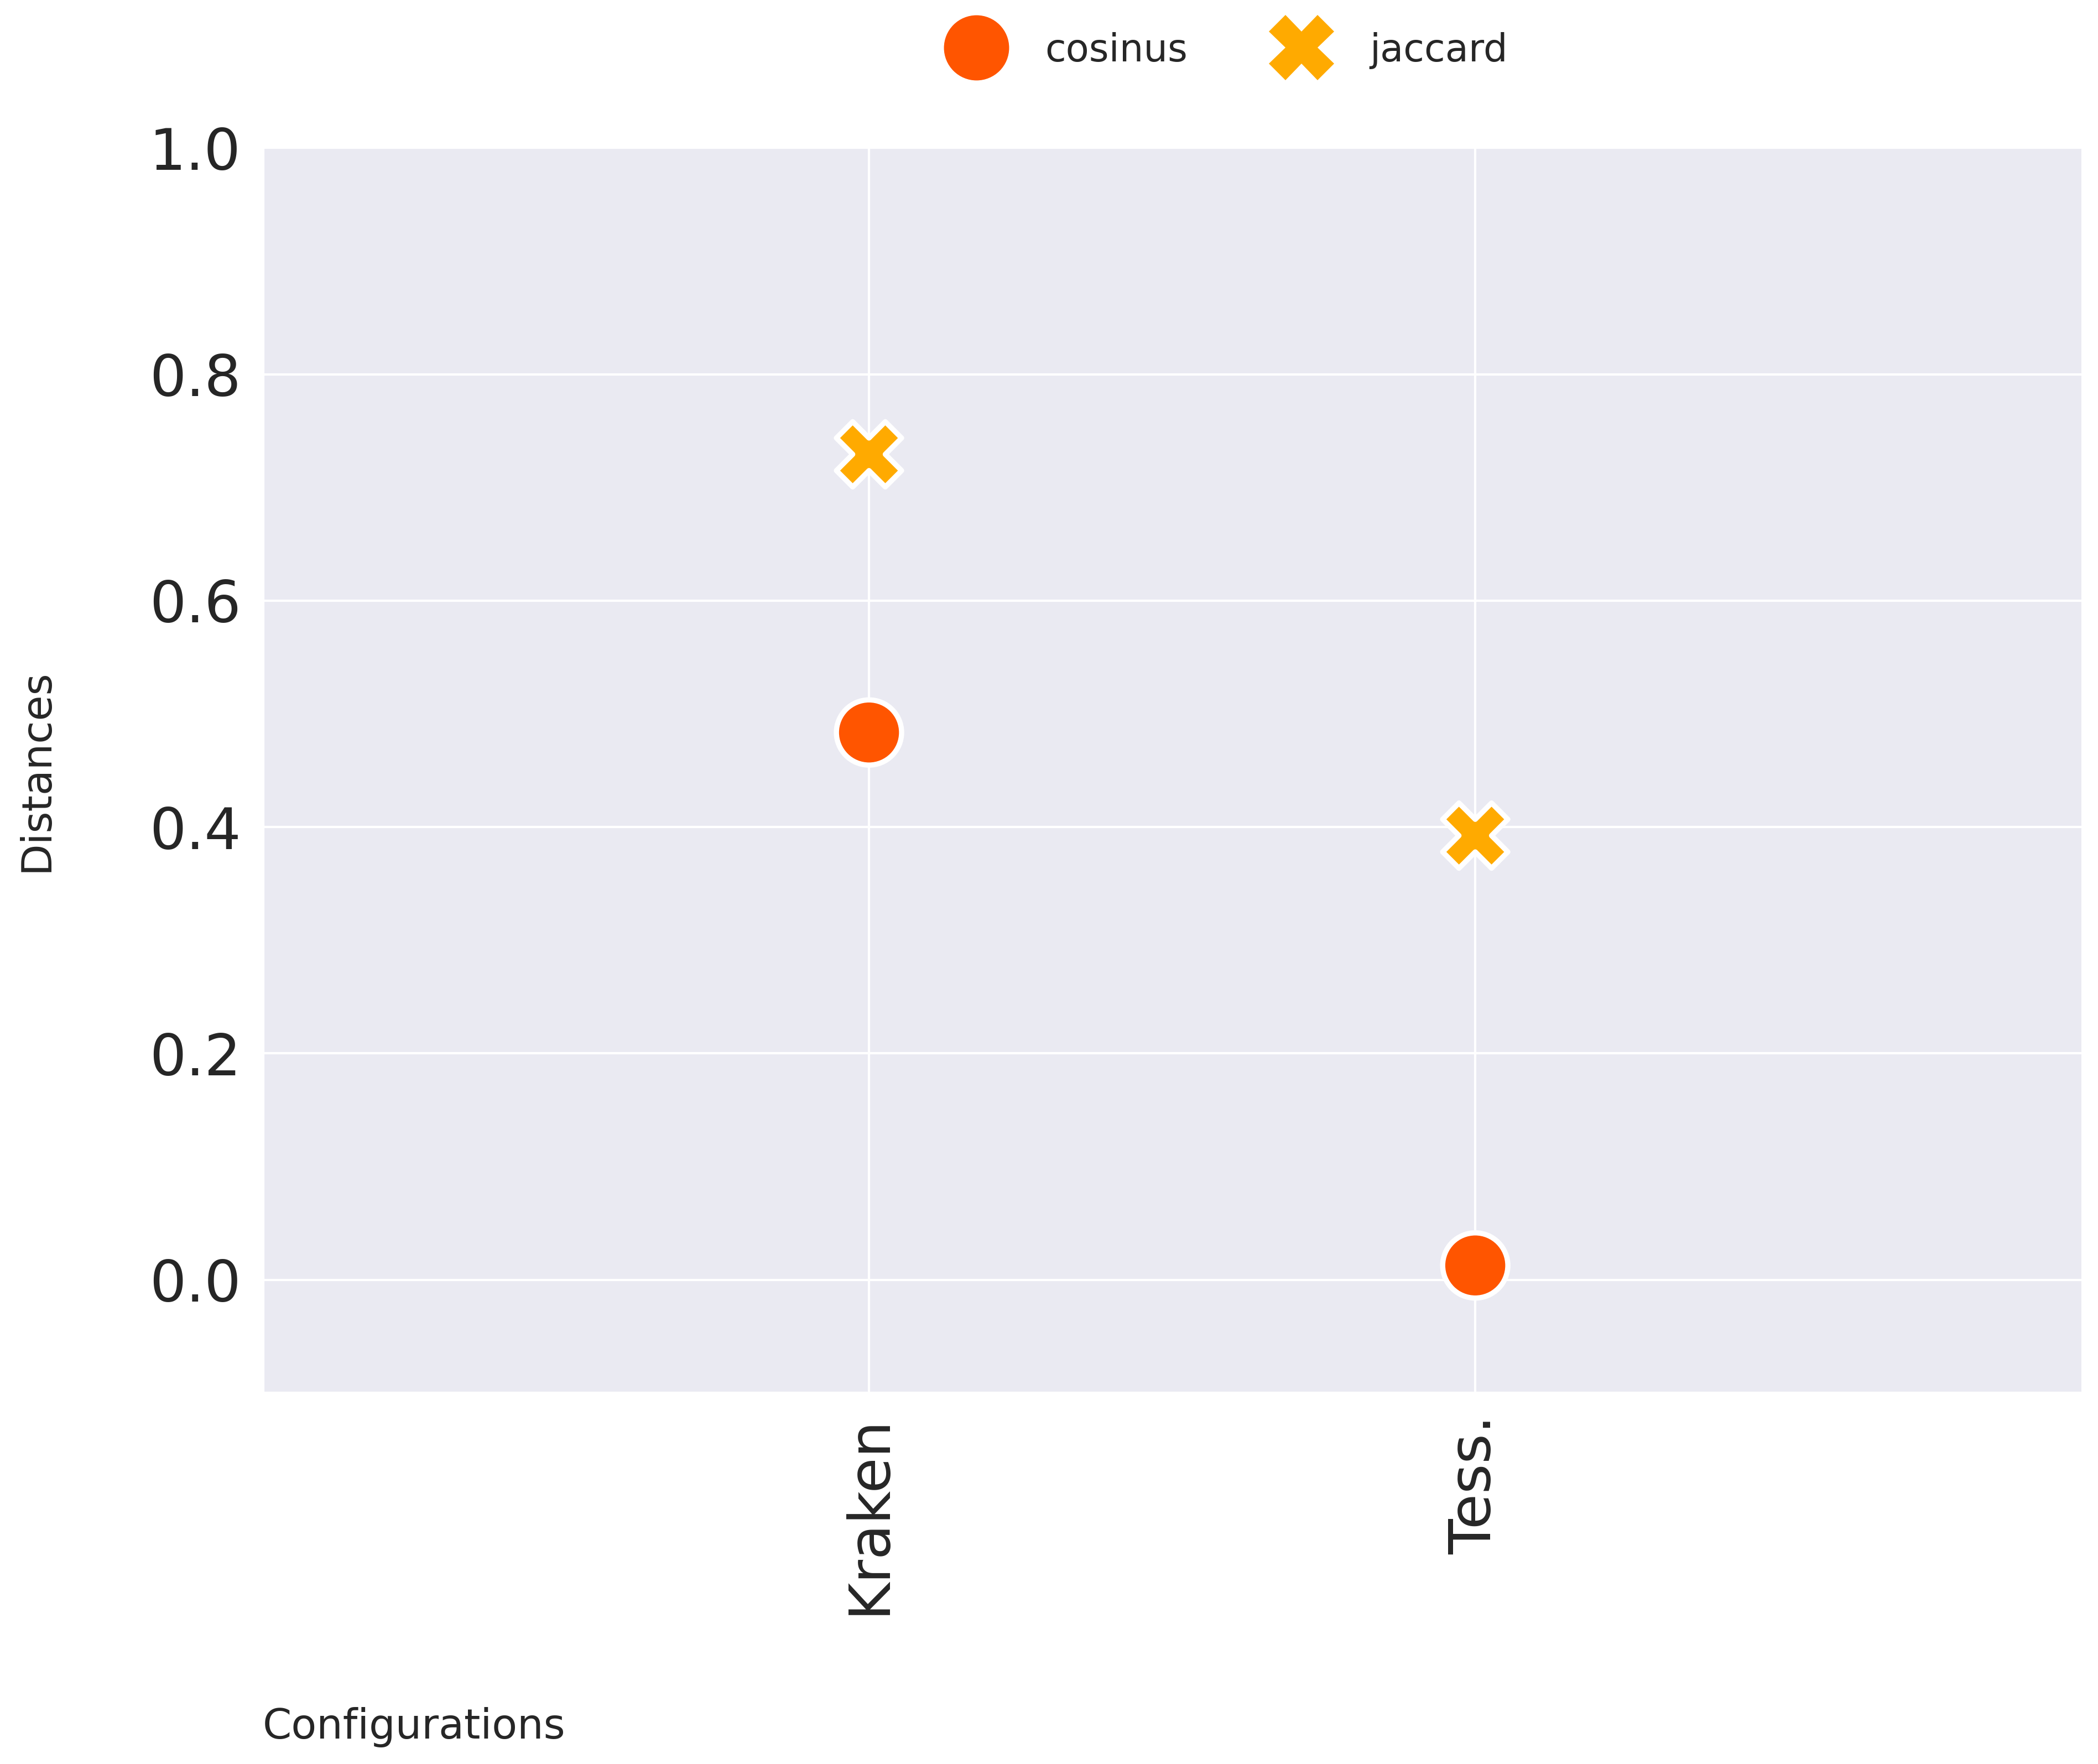 cosinus jaccard
1.0
0.8
0.6
0.4
0.2
0.0
Distances
Kraken
Tess.
Configurations